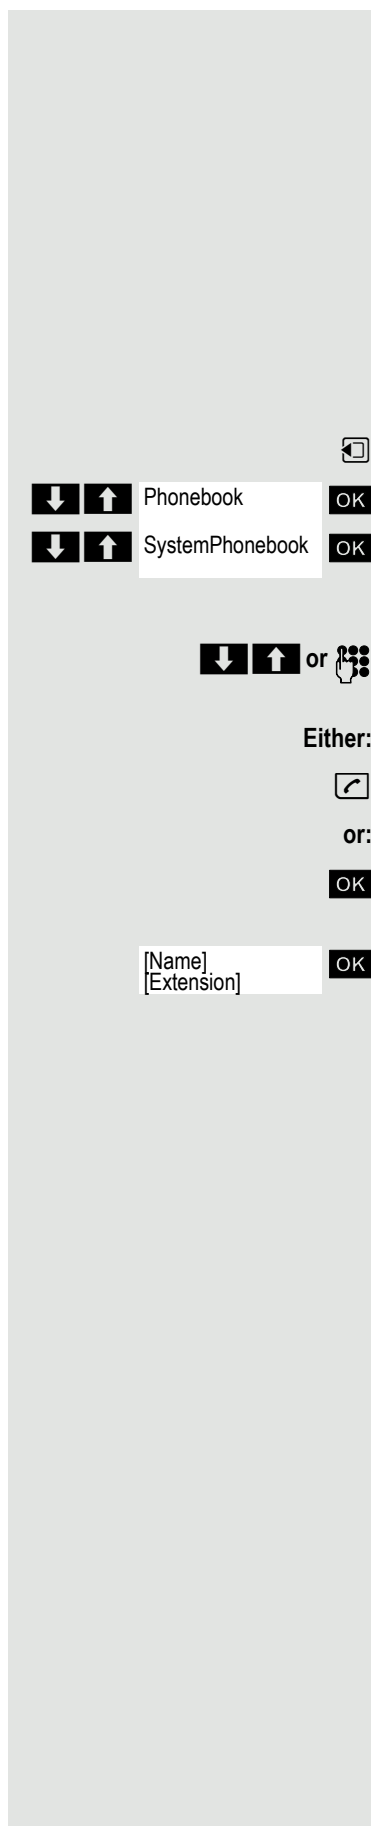 Phonebook OK
SystemPhonebook OK
or
Either:
or:
OK
[Name] OK
[Extension]